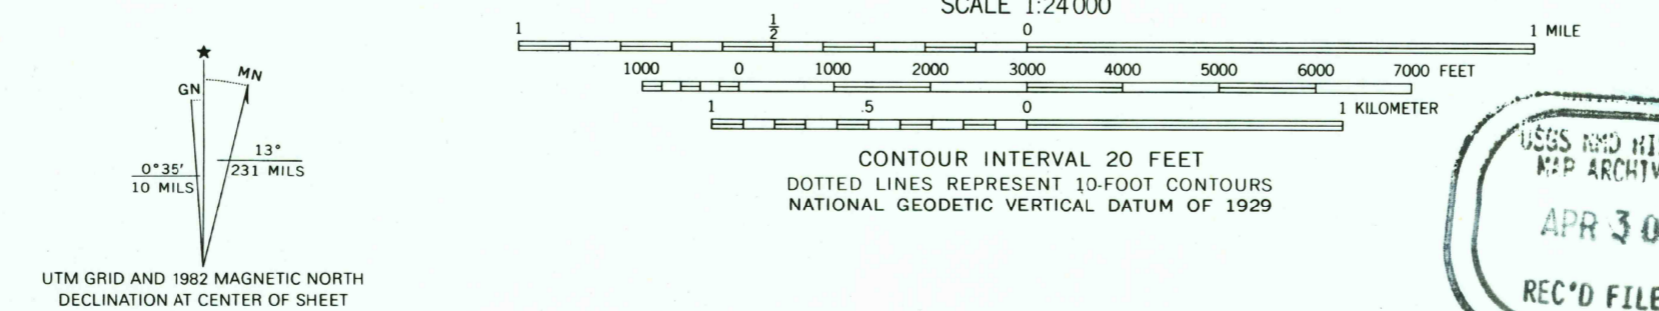 SCALE 1:24 000
1 ½ 0 1 MILE
1000 0 1000 2000 3000 4000 5000 6000 7000 FEET
1 .5 0 1 KILOMETER
CONTOUR INTERVAL 20 FEET
DOTTED LINES REPRESENT 10-FOOT CONTOURS
NATIONAL GEODETIC VERTICAL DATUM OF 1929
★
MN
GN
0°35′
10 MILS
13°
231 MILS
UTM GRID AND 1982 MAGNETIC NORTH
DECLINATION AT CENTER OF SHEET
USGS NMD
MAP
APR 3
REC'D